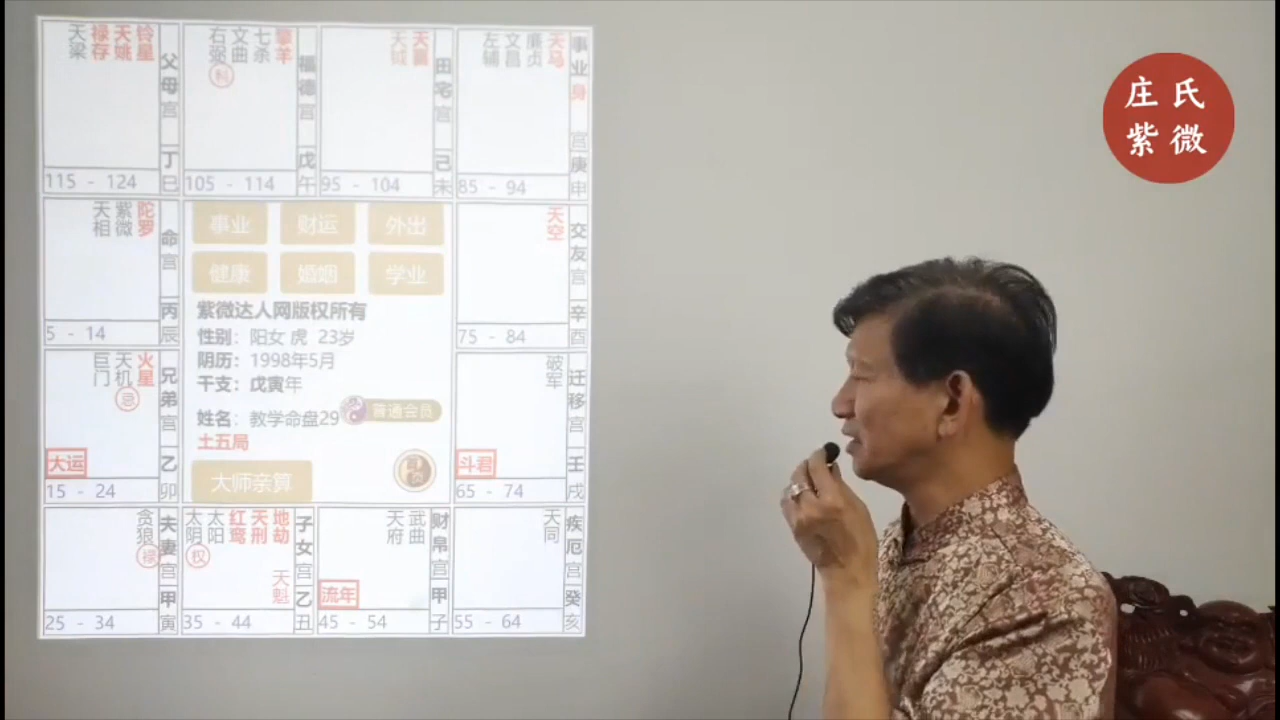 天梁 禄存 天姚 铃星
父母宫 丁巳
115 - 124
右弼 文曲 七杀 擎羊
科
福德宫 戊午
105 - 114
天钺
田宅宫 己未
95 - 104
左辅 文昌 廉贞 天马
事业 身 宫 庚申
85 - 94
天相 紫微 陀罗
命宫 丙辰
5 - 14
事业 财运 外出
健康 婚姻 学业
紫微达人网版权所有
性别: 阳女 虎 23岁
阴历: 1998年5月
干支: 戊寅年
姓名: 教学命盘29 普通会员
土五局
大师亲算
天空
交友宫 辛酉
75 - 84
巨门 天机 火星
忌
兄弟宫 乙卯
大运
15 - 24
破军
迁移宫 壬戌
斗君
65 - 74
贪狼
禄
夫妻宫 甲寅
25 - 34
太阴 太阳 红鸾 天刑 地劫
权
天魁
子女宫 乙丑
35 - 44
天府 武曲
财帛宫 甲子
流年
45 - 54
天同
疾厄宫 癸亥
55 - 64
庄氏
紫微